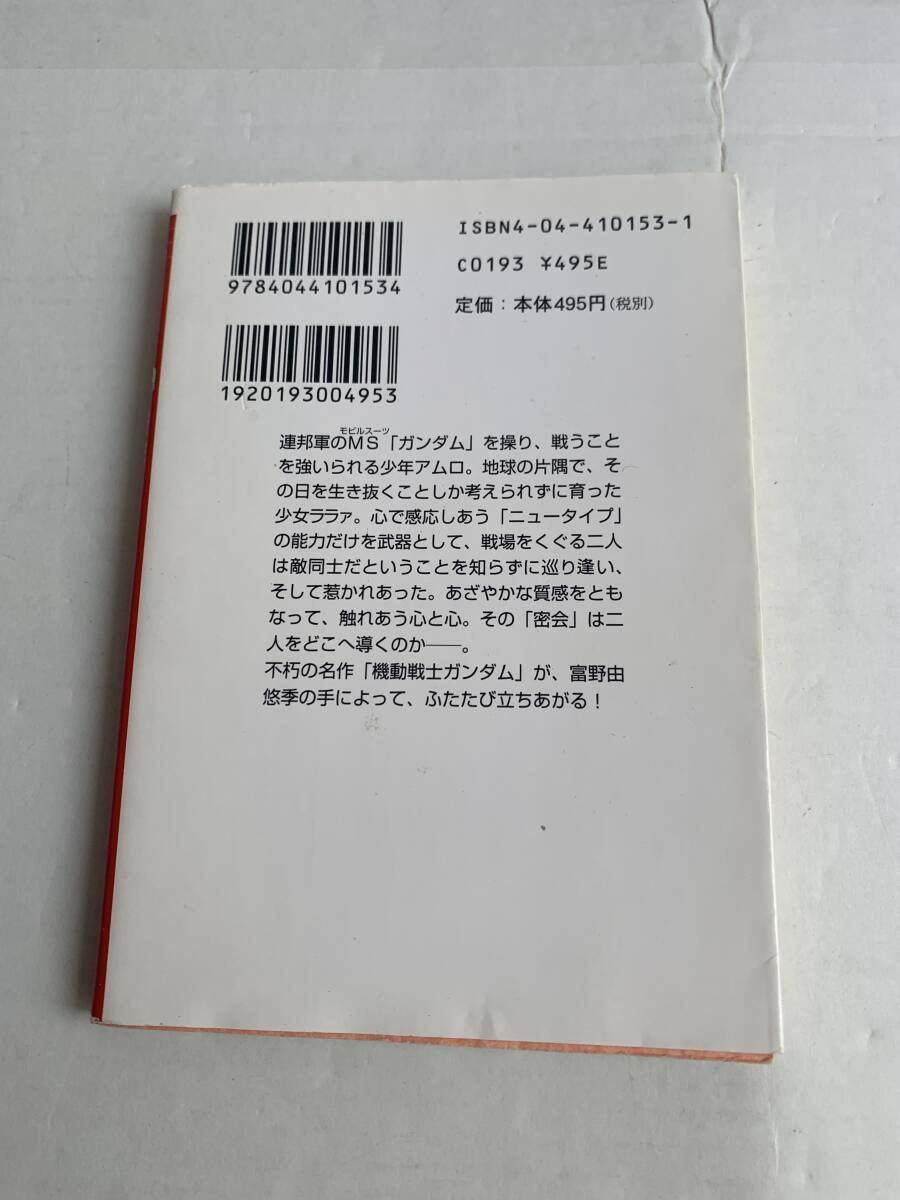 ISBN4-04-410153-1
9784044101534
C0193 ¥495E
定価：本体495円（税別）
1920193004953
モビルスーツ
連邦軍のMS「ガンダム」を操り、戦うこと
を強いられる少年アムロ。地球の片隅で、そ
の日を生き抜くことしか考えられずに育った
少女ララァ。心で感応しあう「ニュータイプ」
の能力だけを武器として、戦場をくぐる二人
は敵同士だということを知らずに巡り逢い、
そして惹かれあった。あざやかな質感をとも
なって、触れあう心と心。その「密会」は二
人をどこへ導くのか――。
不朽の名作「機動戦士ガンダム」が、富野由
悠季の手によって、ふたたび立ちあがる！